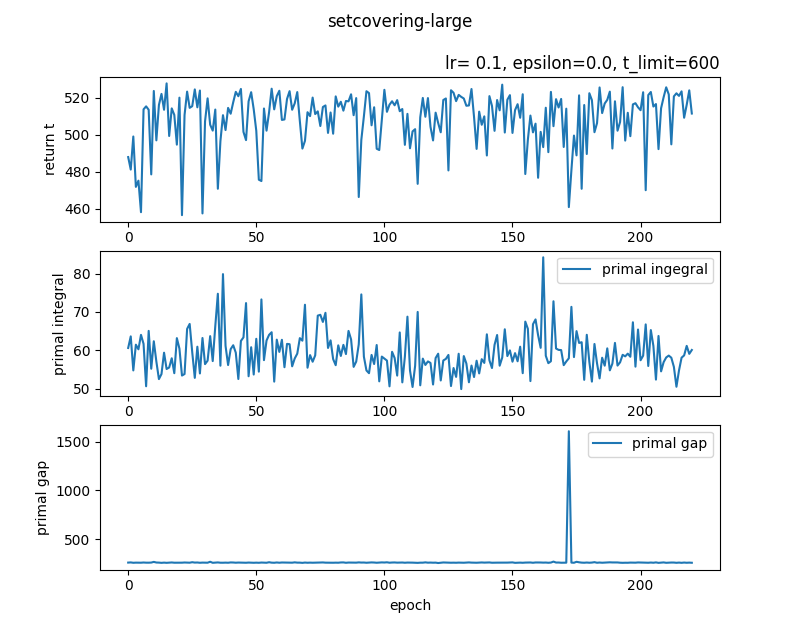 setcovering-large
lr= 0.1, epsilon=0.0, t_limit=600
return t
520
500
480
460
0 50 100 150 200
primal integral
primal ingegral
80
70
60
50
0 50 100 150 200
primal gap
primal gap
1500
1000
500
0 50 100 150 200
epoch